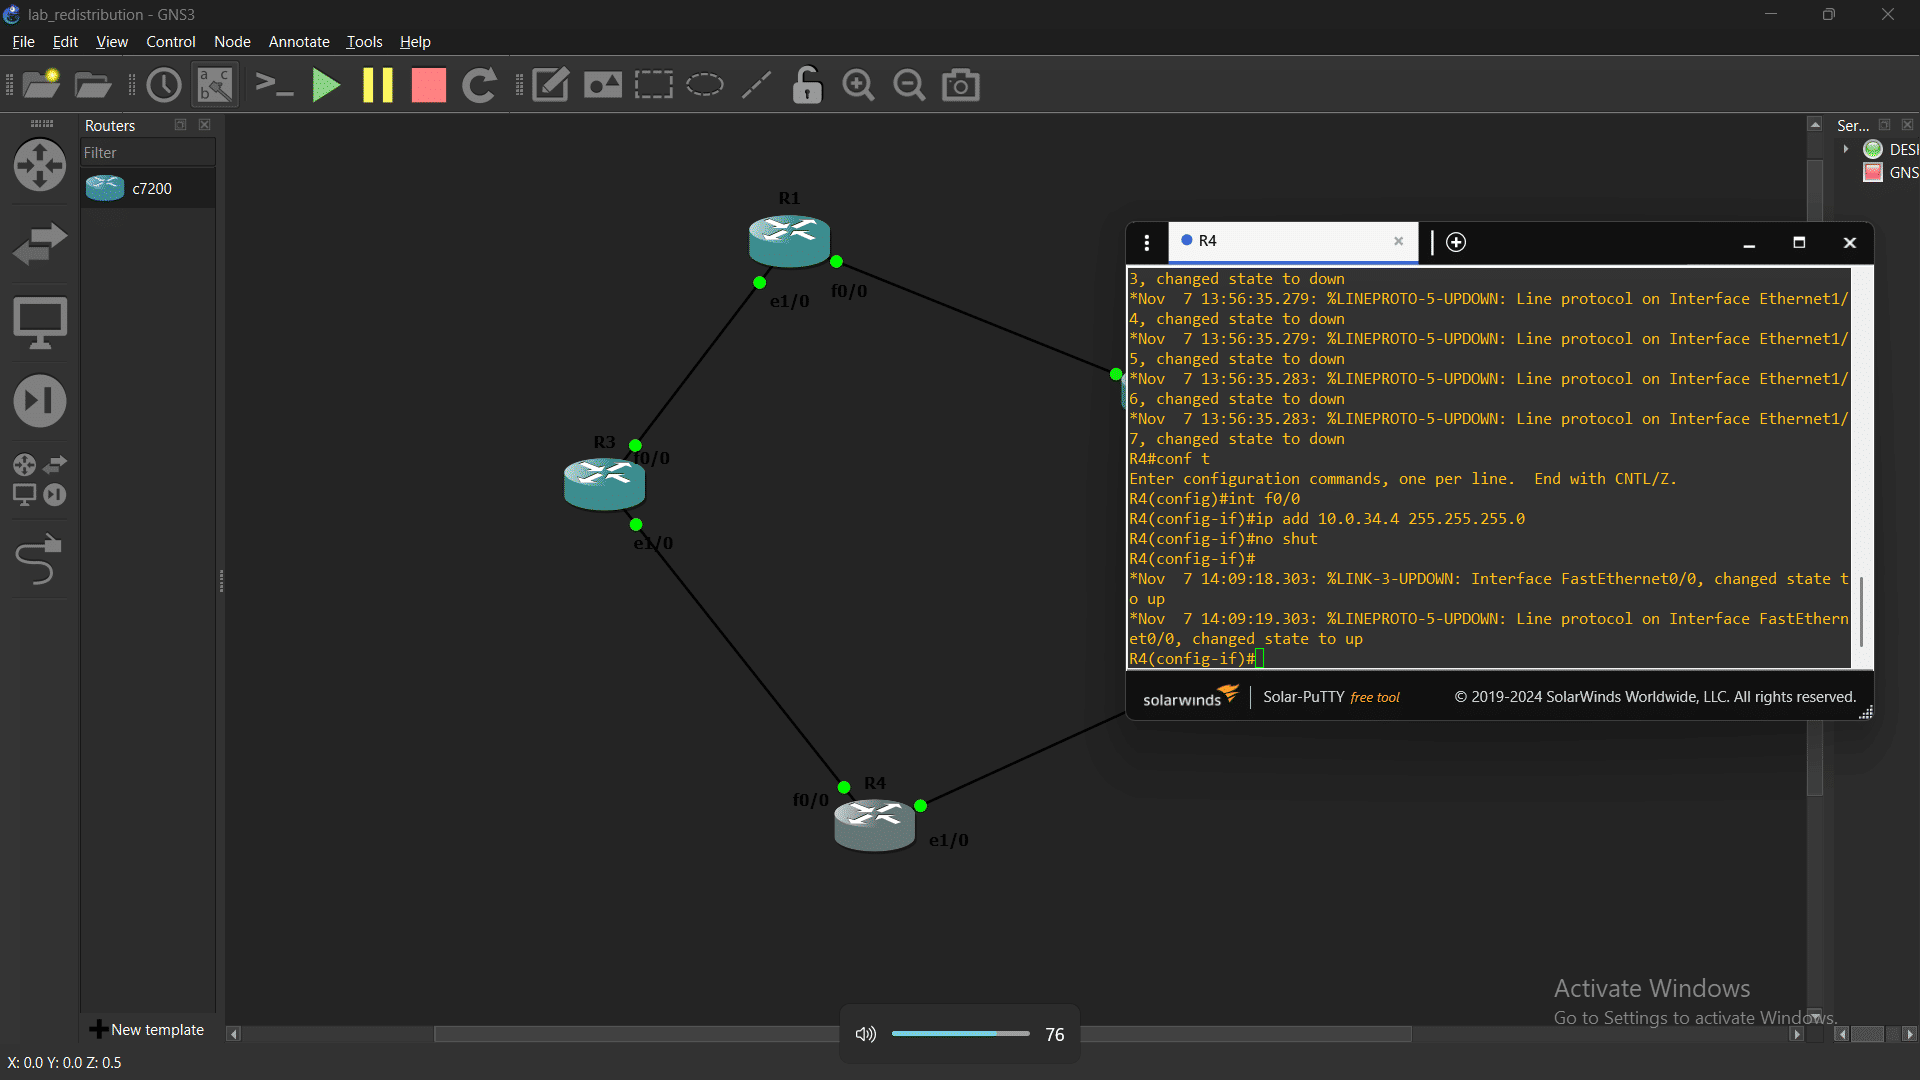 lab_redistribution - GNS3
File Edit View Control Node Annotate Tools Help
Routers
Filter
c7200
New template
R1
e1/0
f0/0
R3
f0/0
e1/0
f0/0
R4
e1/0
R4
3, changed state to down
*Nov  7 13:56:35.279: %LINEPROTO-5-UPDOWN: Line protocol on Interface Ethernet1/
4, changed state to down
*Nov  7 13:56:35.279: %LINEPROTO-5-UPDOWN: Line protocol on Interface Ethernet1/
5, changed state to down
*Nov  7 13:56:35.283: %LINEPROTO-5-UPDOWN: Line protocol on Interface Ethernet1/
6, changed state to down
*Nov  7 13:56:35.283: %LINEPROTO-5-UPDOWN: Line protocol on Interface Ethernet1/
7, changed state to down
R4#conf t
Enter configuration commands, one per line.  End with CNTL/Z.
R4(config)#int f0/0
R4(config-if)#ip add 10.0.34.4 255.255.255.0
R4(config-if)#no shut
R4(config-if)#
*Nov  7 14:09:18.303: %LINK-3-UPDOWN: Interface FastEthernet0/0, changed state t
o up
*Nov  7 14:09:19.303: %LINEPROTO-5-UPDOWN: Line protocol on Interface FastEthern
et0/0, changed state to up
R4(config-if)#
solarwinds Solar-PuTTY free tool © 2019-2024 SolarWinds Worldwide, LLC. All rights reserved.
Ser...
DESI
GNS
Activate Windows
Go to Settings to activate Windows.
76
X: 0.0 Y: 0.0 Z: 0.5